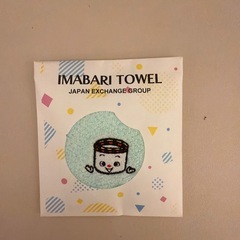 IMABARI TOWEL
JAPAN EXCHANGE GROUP